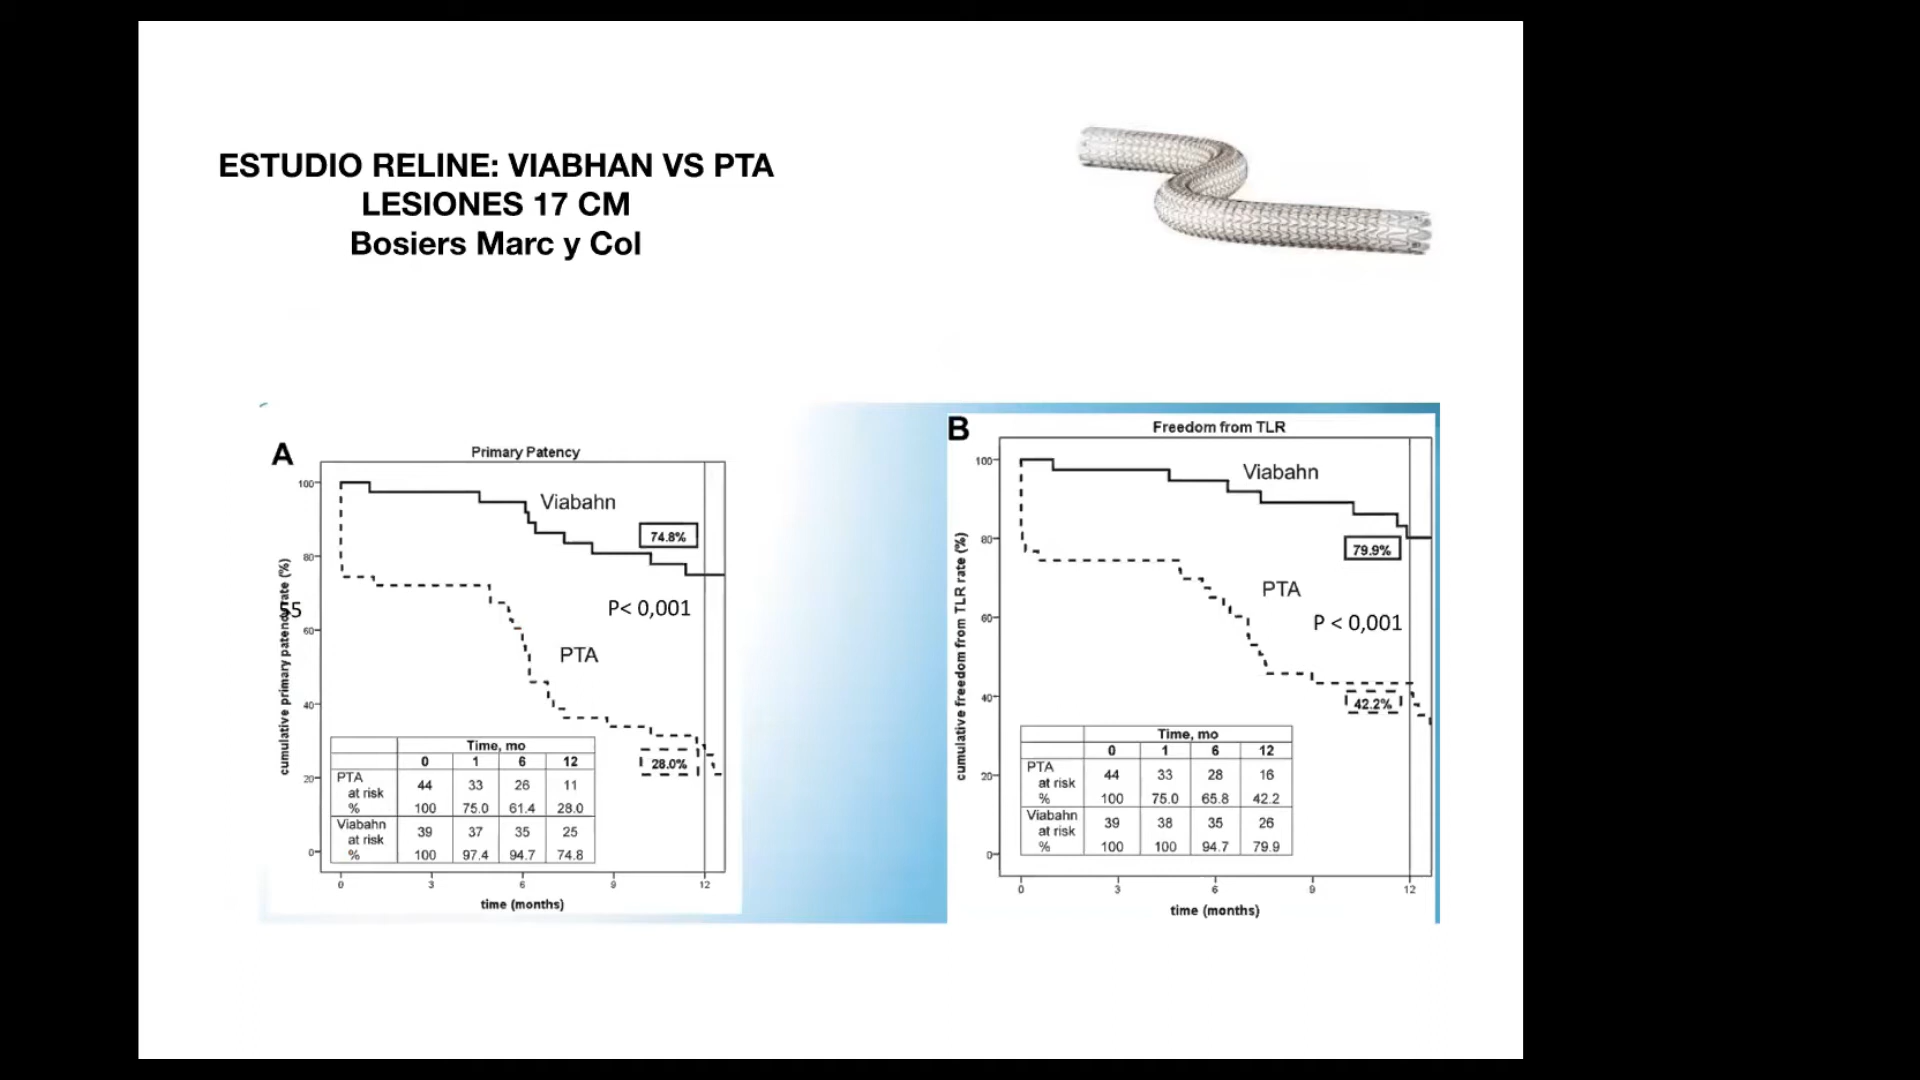 ESTUDIO RELINE: VIABHAN VS PTA
LESIONES 17 CM
Bosiers Marc y Col
A
Primary Patency
cumulative primary patency rate (%)
100
80
60
40
20
0
55
Viabahn
74.8%
P< 0,001
PTA
28.0%
Time, mo
0 1 6 12
PTA
at risk 44 33 26 11
% 100 75.0 61.4 28.0
Viabahn
at risk 39 37 35 25
% 100 97.4 94.7 74.8
0 3 6 9 12
time (months)
B
Freedom from TLR
cumulative freedom from TLR rate (%)
100
80
60
40
20
0
Viabahn
79.9%
PTA
P < 0,001
42.2%
Time, mo
0 1 6 12
PTA
at risk 44 33 28 16
% 100 75.0 65.8 42.2
Viabahn
at risk 39 38 35 26
% 100 100 94.7 79.9
0 3 6 9 12
time (months)